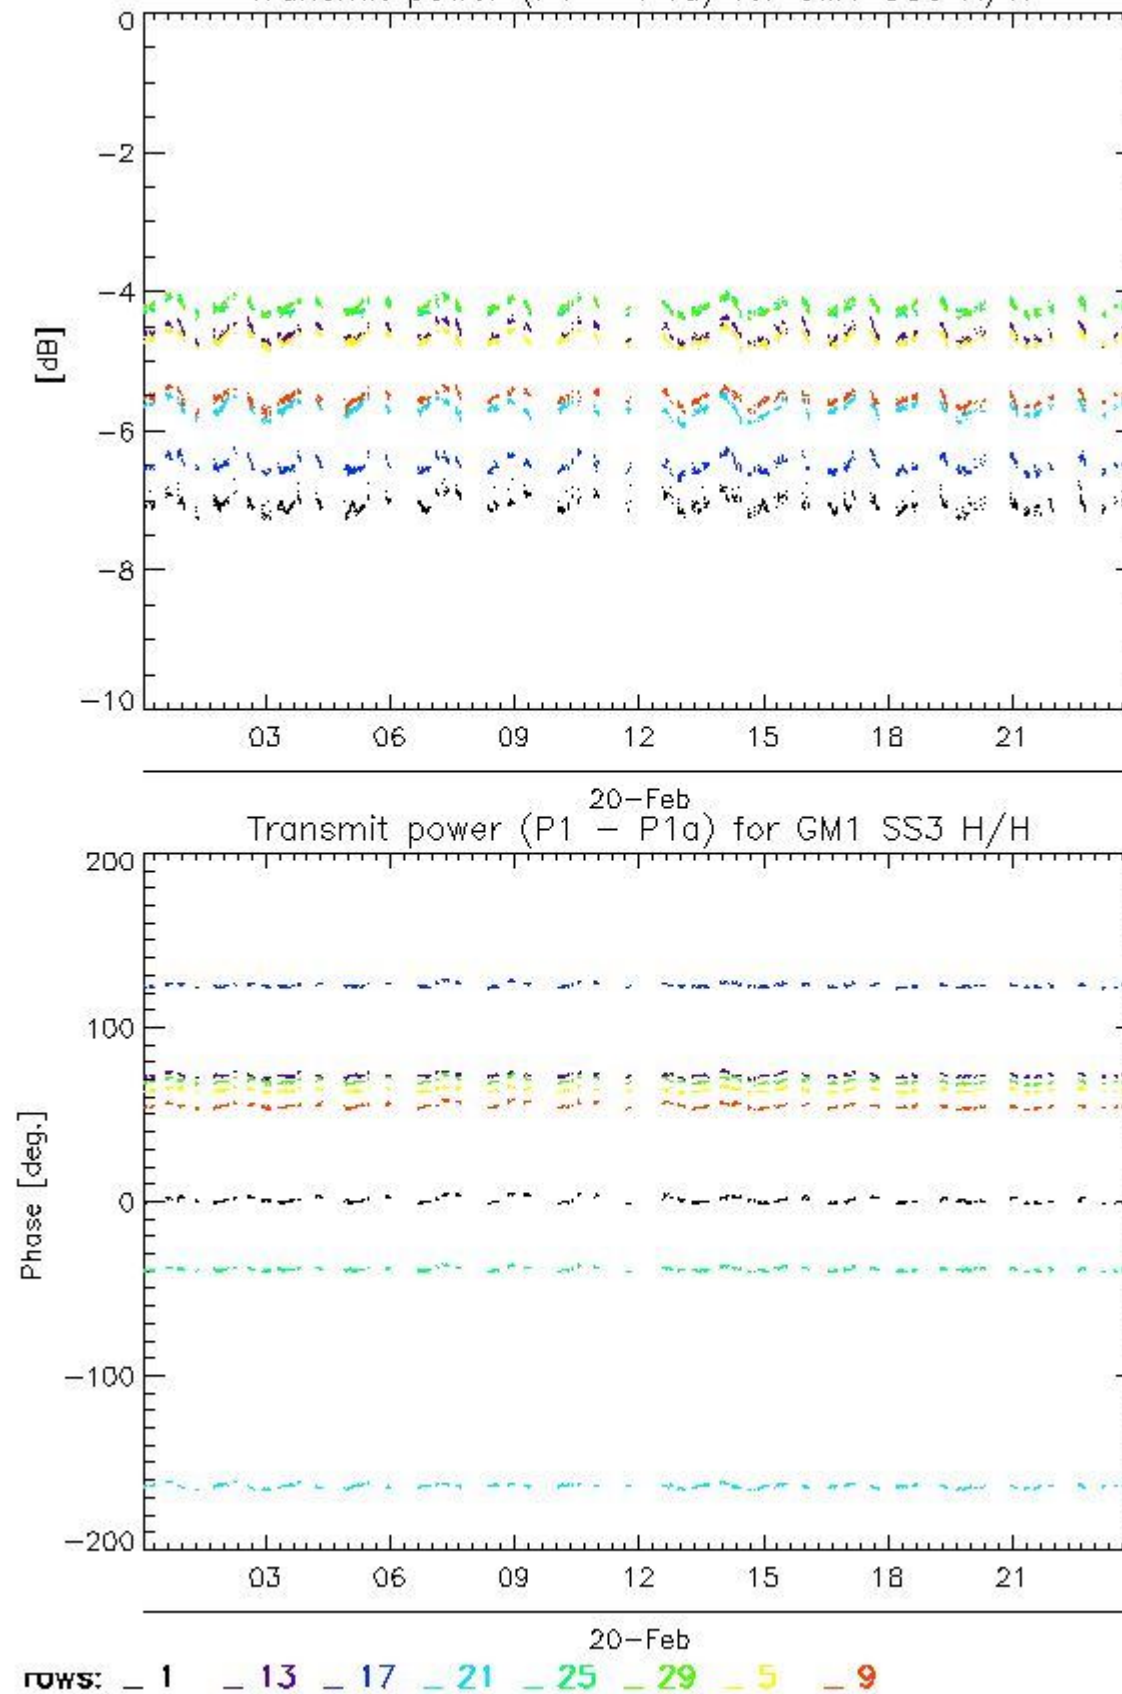 0
-2
-4
[dB]
-6
-8
-10
03 06 09 12 15 18 21
20-Feb
Transmit power (P1 - P1a) for GM1 SS3 H/H
200
100
Phase [deg.]
0
-100
-200
03 06 09 12 15 18 21
20-Feb
rows: _ 1 _ 13 _ 17 _ 21 _ 25 _ 29 _ 5 _ 9